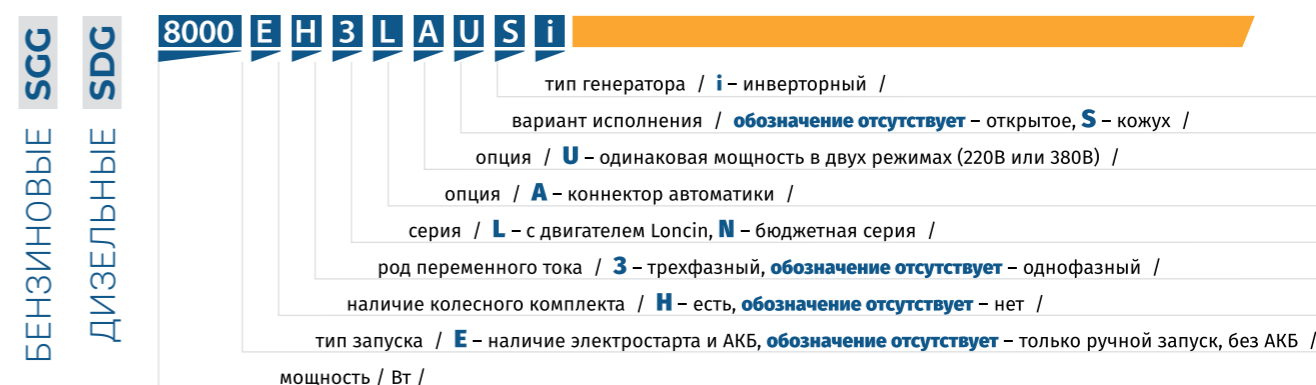 БЕНЗИНОВЫЕ SGG
ДИЗЕЛЬНЫЕ SDG
8000 E H 3 L A U S i
тип генератора / i – инверторный /
вариант исполнения / обозначение отсутствует – открытое, S – кожух /
опция / U – одинаковая мощность в двух режимах (220В или 380В) /
опция / A – коннектор автоматики /
серия / L – с двигателем Loncin, N – бюджетная серия /
род переменного тока / 3 – трехфазный, обозначение отсутствует – однофазный /
наличие колесного комплекта / H – есть, обозначение отсутствует – нет /
тип запуска / E – наличие электростарта и АКБ, обозначение отсутствует – только ручной запуск, без АКБ /
мощность / Вт /